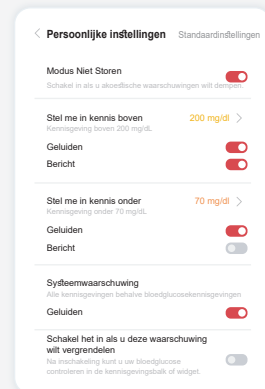 Persoonlijke instellingen Standaardinstellingen
Modus Niet Storen
Schakel in als u akoestische waarschuwingen wilt dempen.
Stel me in kennis boven 200 mg/dl
Kennisgeving boven 200 mg/dL
Geluiden
Bericht
Stel me in kennis onder 70 mg/dl
Kennisgeving onder 70 mg/dL
Geluiden
Bericht
Systeemwaarschuwing
Alle kennisgevingen behalve bloedglucosekennisgevingen
Geluiden
Schakel het in als u deze waarschuwing
wilt vergrendelen
Na inschakeling kunt u uw bloedglucose
controleren in de kennisgevingsbalk of widget.